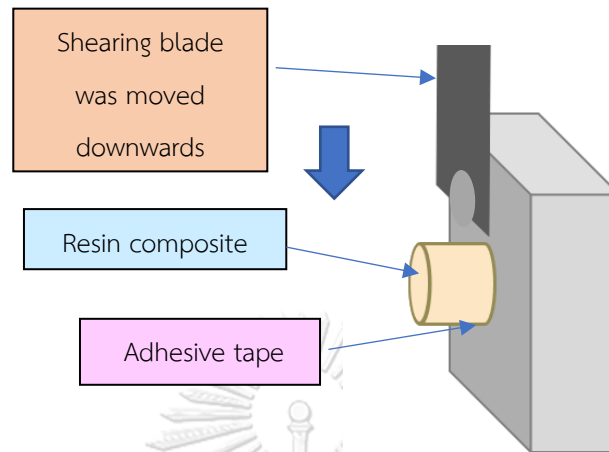 Shearing blade
was moved
downwards
Resin composite
Adhesive tape